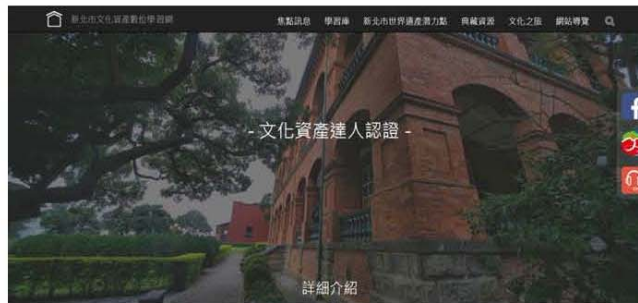 新北市文化資產數位學習網
焦點訊息 學習庫 新北市世界遺產潛力點 典藏資源 文化之旅 網站導覽
- 文化資產達人認證 -
詳細介紹